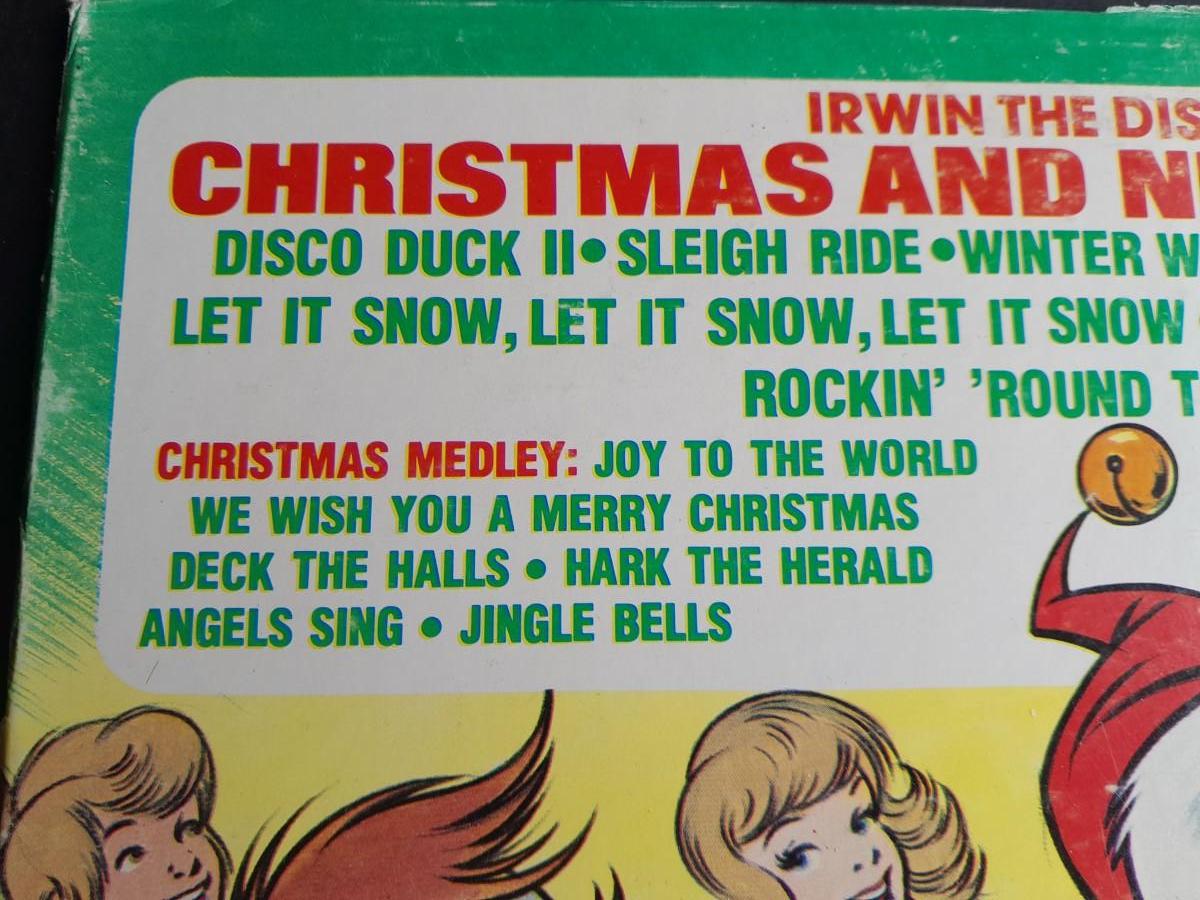 IRWIN THE DIS
CHRISTMAS AND N
DISCO DUCK II • SLEIGH RIDE • WINTER W
LET IT SNOW, LET IT SNOW, LET IT SNOW
ROCKIN' 'ROUND T
CHRISTMAS MEDLEY: JOY TO THE WORLD
WE WISH YOU A MERRY CHRISTMAS
DECK THE HALLS • HARK THE HERALD
ANGELS SING • JINGLE BELLS